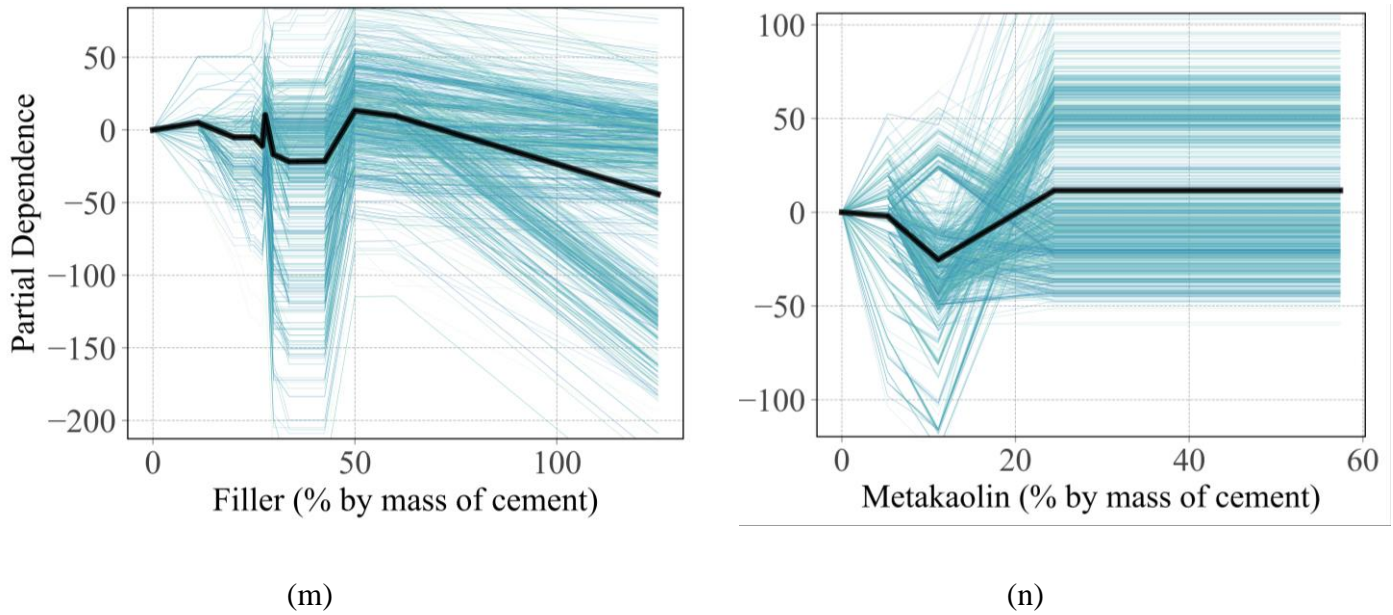 50
0
−50
−100
−150
−200
Partial Dependence
0 50 100
Filler (% by mass of cement)
100
50
0
−50
−100
0 20 40 60
Metakaolin (% by mass of cement)
(m) (n)